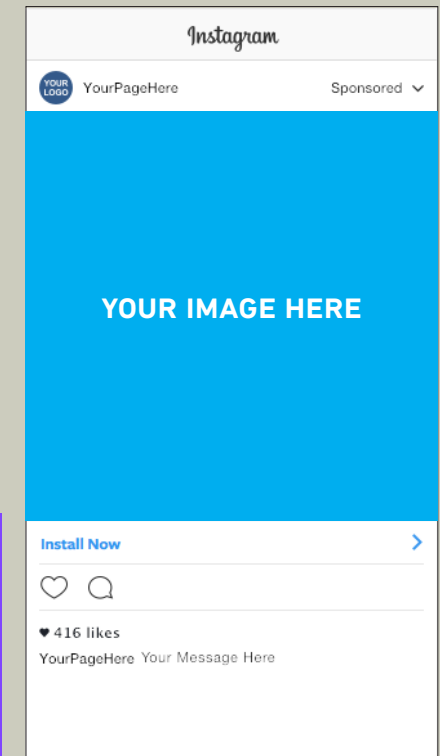 Instagram
YOUR
LOGO
YourPageHere Sponsored
YOUR IMAGE HERE
Install Now
416 likes
YourPageHere Your Message Here